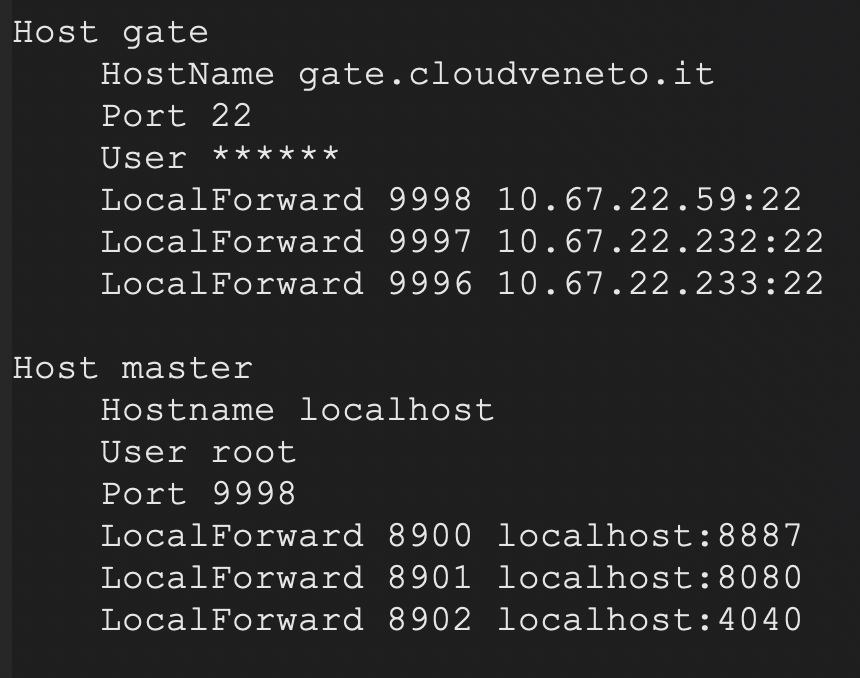 Host gate
    HostName gate.cloudveneto.it
    Port 22
    User ******
    LocalForward 9998 10.67.22.59:22
    LocalForward 9997 10.67.22.232:22
    LocalForward 9996 10.67.22.233:22

Host master
    Hostname localhost
    User root
    Port 9998
    LocalForward 8900 localhost:8887
    LocalForward 8901 localhost:8080
    LocalForward 8902 localhost:4040